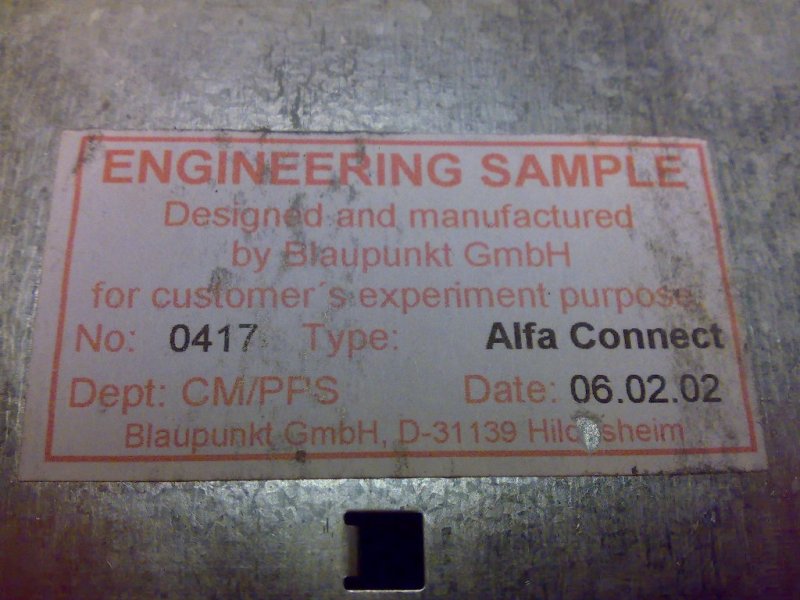 ENGINEERING SAMPLE
Designed and manufactured
by Blaupunkt GmbH
for customer´s experiment purpose.
No: 0417 Type: Alfa Connect
Dept: CM/PPS Date: 06.02.02
Blaupunkt GmbH, D-31139 Hildesheim